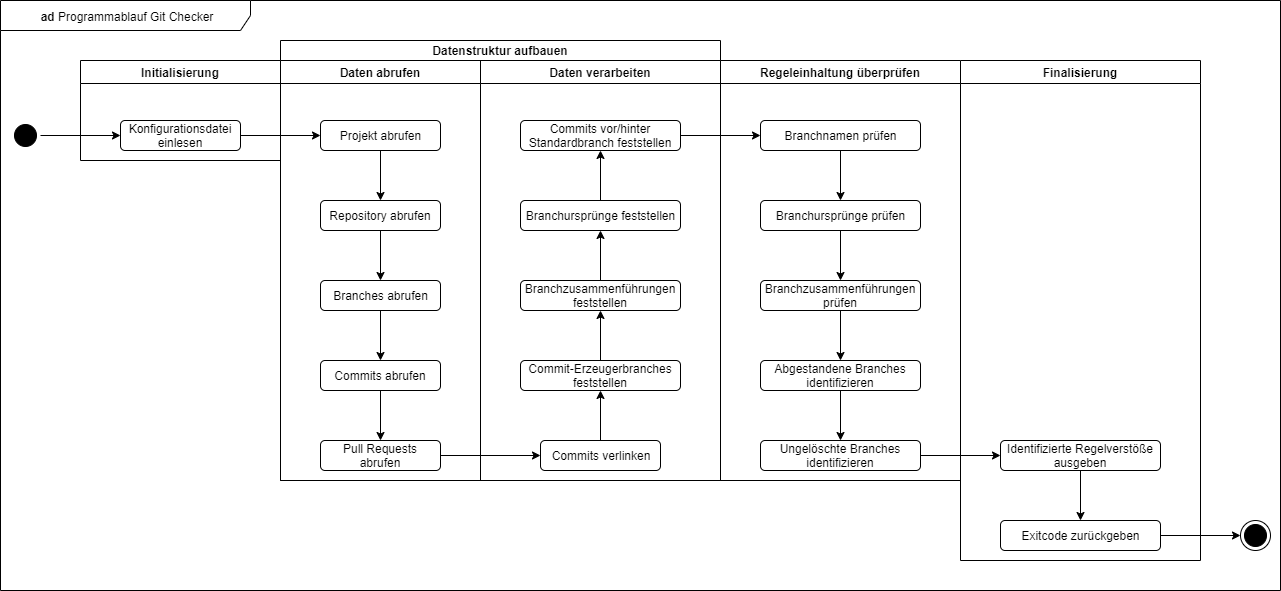 ad Programmablauf Git Checker
Datenstruktur aufbauen
Initialisierung
Daten abrufen
Daten verarbeiten
Regeleinhaltung überprüfen
Finalisierung
Konfigurationsdatei
einlesen
Projekt abrufen
Repository abrufen
Branches abrufen
Commits abrufen
Pull Requests
abrufen
Commits vor/hinter
Standardbranch feststellen
Branchursprünge feststellen
Branchzusammenführungen
feststellen
Commit-Erzeugerbranches
feststellen
Commits verlinken
Branchnamen prüfen
Branchursprünge prüfen
Branchzusammenführungen
prüfen
Abgestandene Branches
identifizieren
Ungelöschte Branches
identifizieren
Identifizierte Regelverstöße
ausgeben
Exitcode zurückgeben